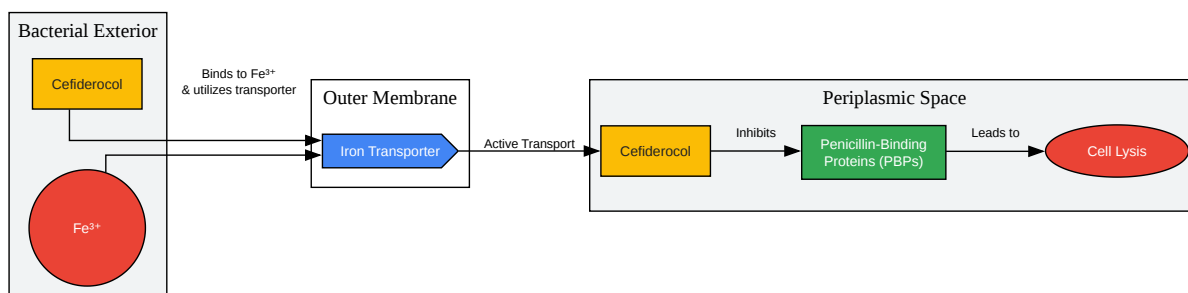 Bacterial Exterior
Cefiderocol
Fe³⁺
Binds to Fe³⁺
& utilizes transporter
Outer Membrane
Iron Transporter
Active Transport
Periplasmic Space
Cefiderocol
Inhibits
Penicillin-Binding
Proteins (PBPs)
Leads to
Cell Lysis